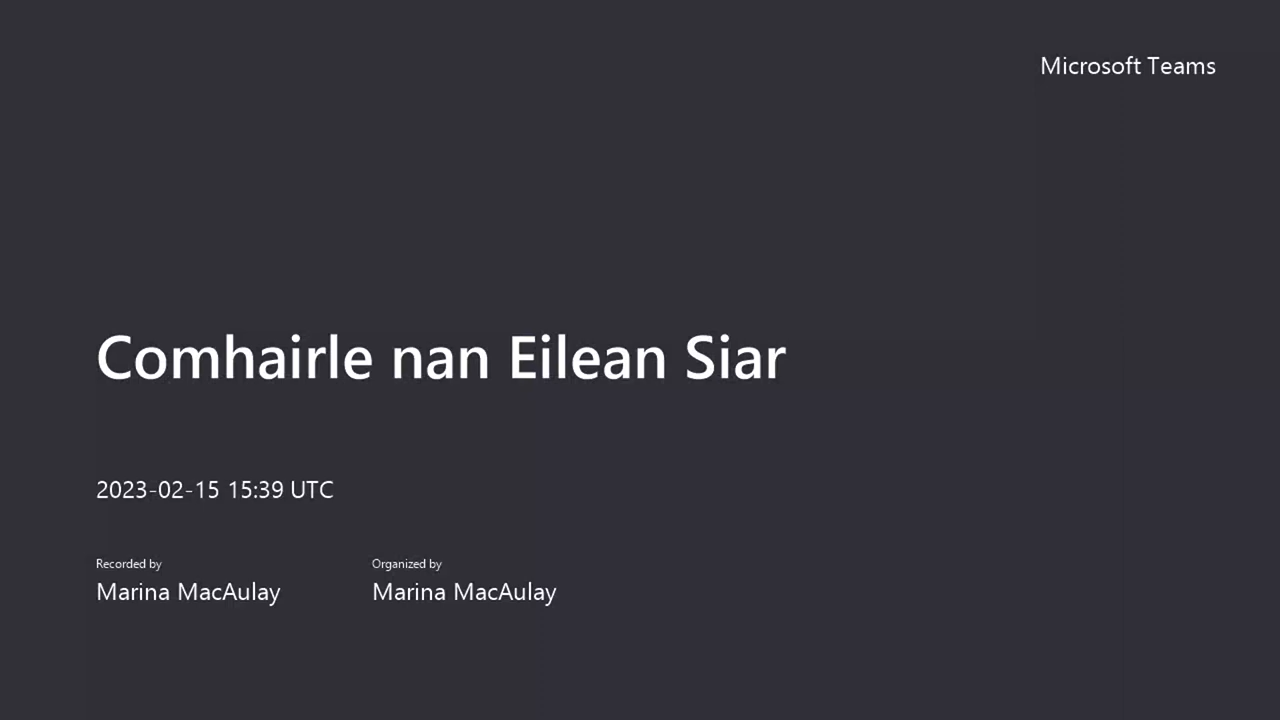 Microsoft Teams
Comhairle nan Eilean Siar
2023-02-15 15:39 UTC
Recorded by
Marina MacAulay
Organized by
Marina MacAulay